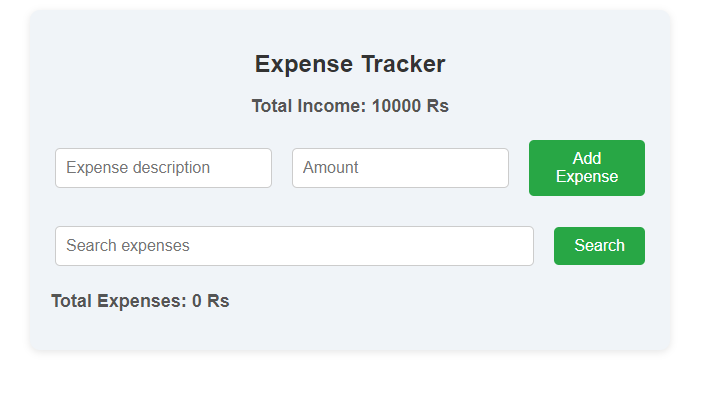 Expense Tracker
Total Income: 10000 Rs
Expense description
Amount
Add
Expense
Search expenses
Search
Total Expenses: 0 Rs